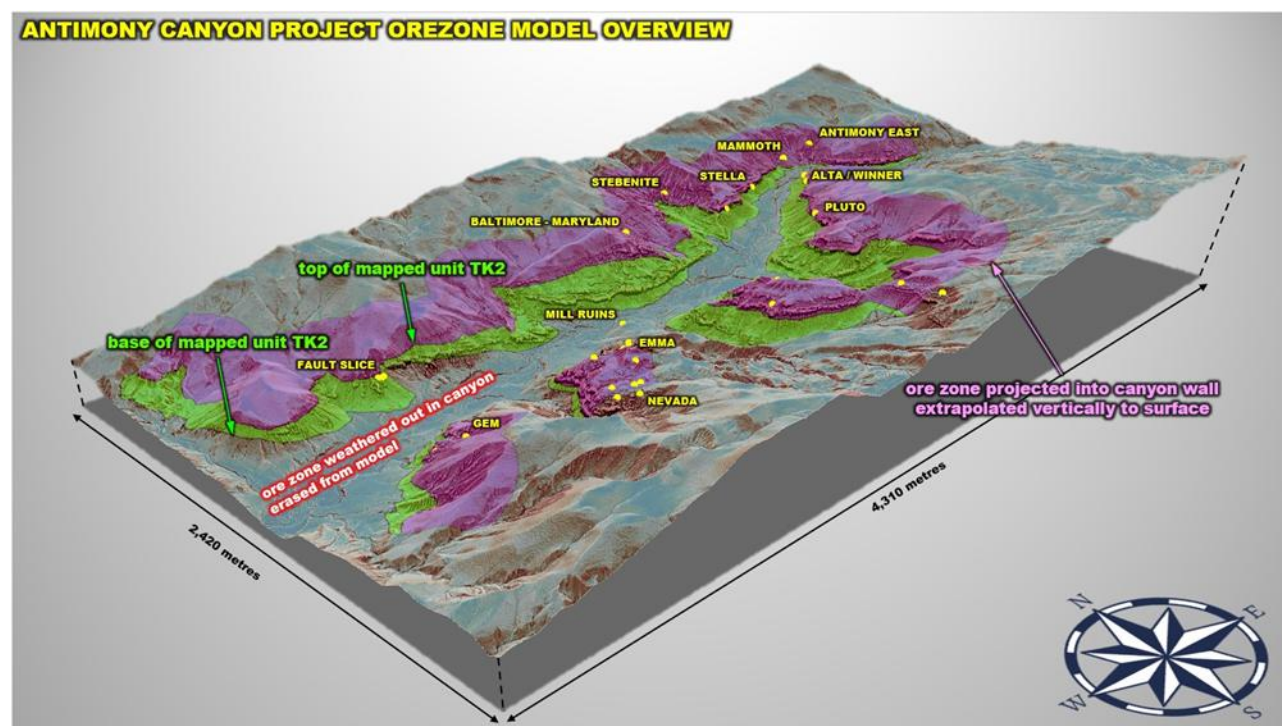 ANTIMONY CANYON PROJECT OREZONE MODEL OVERVIEW
ANTIMONY EAST
MAMMOTH
STELLA
ALTA / WINNER
STEBENITE
PLUTO
BALTIMORE - MARYLAND
top of mapped unit TK2
MILL RUINS
base of mapped unit TK2
EMMA
FAULT SLICE
ore zone projected into canyon wall
extrapolated vertically to surface
NEVADA
GEM
ore zone weathered out in canyon
erased from model
4,310 metres
2,420 metres
N
E
W
S